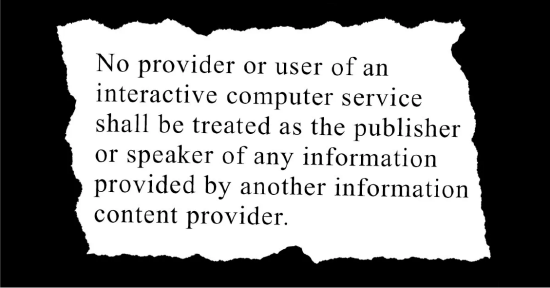 No provider or user of an
interactive computer service
shall be treated as the publisher
or speaker of any information
provided by another information
content provider.